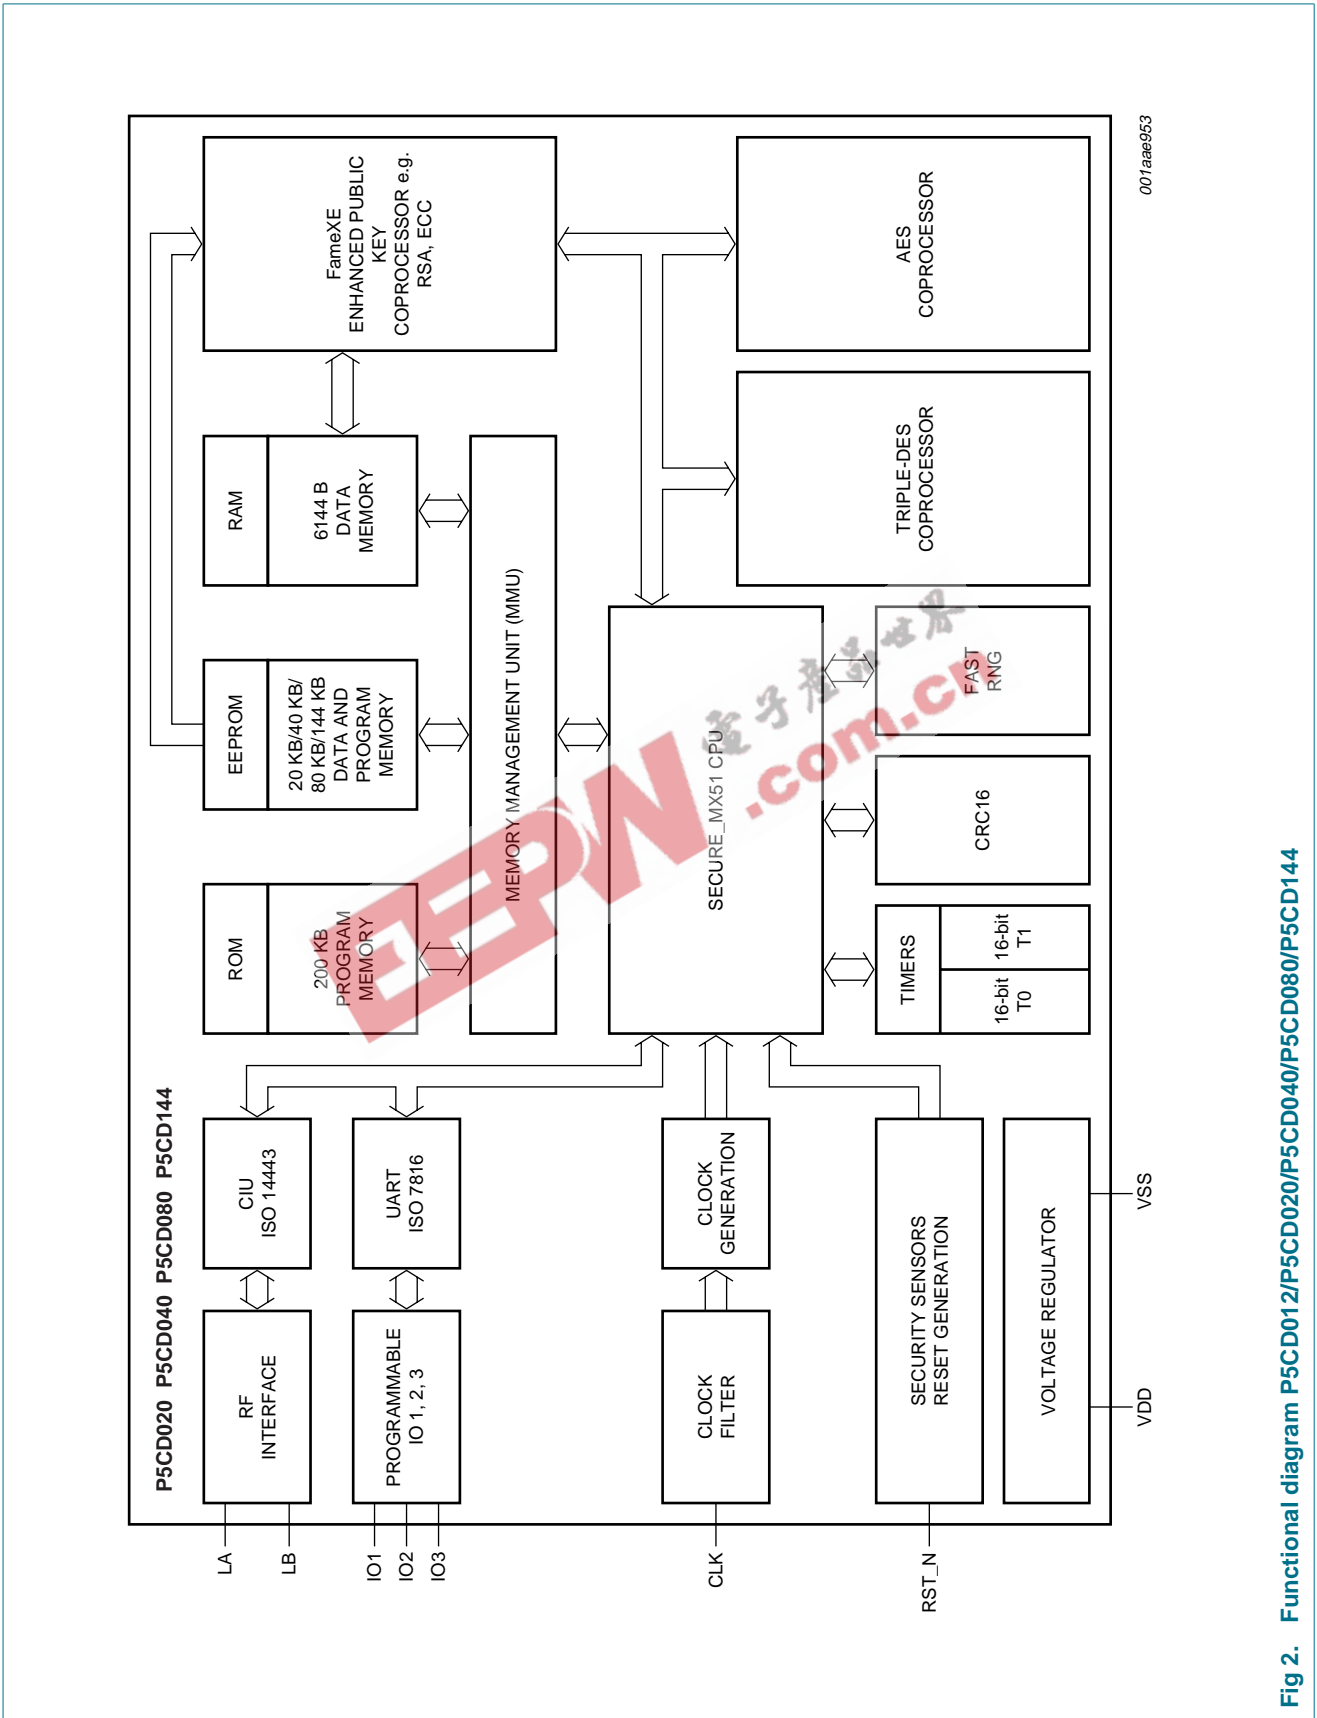 P5CD020 P5CD040 P5CD080 P5CD144
RF
INTERFACE
CIU
ISO 14443
ROM
200 KB
PROGRAM
MEMORY
EEPROM
20 KB/40 KB/
80 KB/144 KB
DATA AND
PROGRAM
MEMORY
RAM
6144 B
DATA
MEMORY
FameXE
ENHANCED PUBLIC
KEY
COPROCESSOR e.g.
RSA, ECC
LA
LB
PROGRAMMABLE
IO 1, 2, 3
UART
ISO 7816
IO1
IO2
IO3
MEMORY MANAGEMENT UNIT (MMU)
CLOCK
FILTER
CLOCK
GENERATION
SECURE_MX51 CPU
CLK
TRIPLE-DES
COPROCESSOR
AES
COPROCESSOR
SECURITY SENSORS
RESET GENERATION
RST_N
TIMERS
16-bit
T0
16-bit
T1
CRC16
FAST
RNG
VOLTAGE REGULATOR
VDD
VSS
001aae953
EEPW
電子產品世界
.com.cn
Fig 2. Functional diagram P5CD012/P5CD020/P5CD040/P5CD080/P5CD144